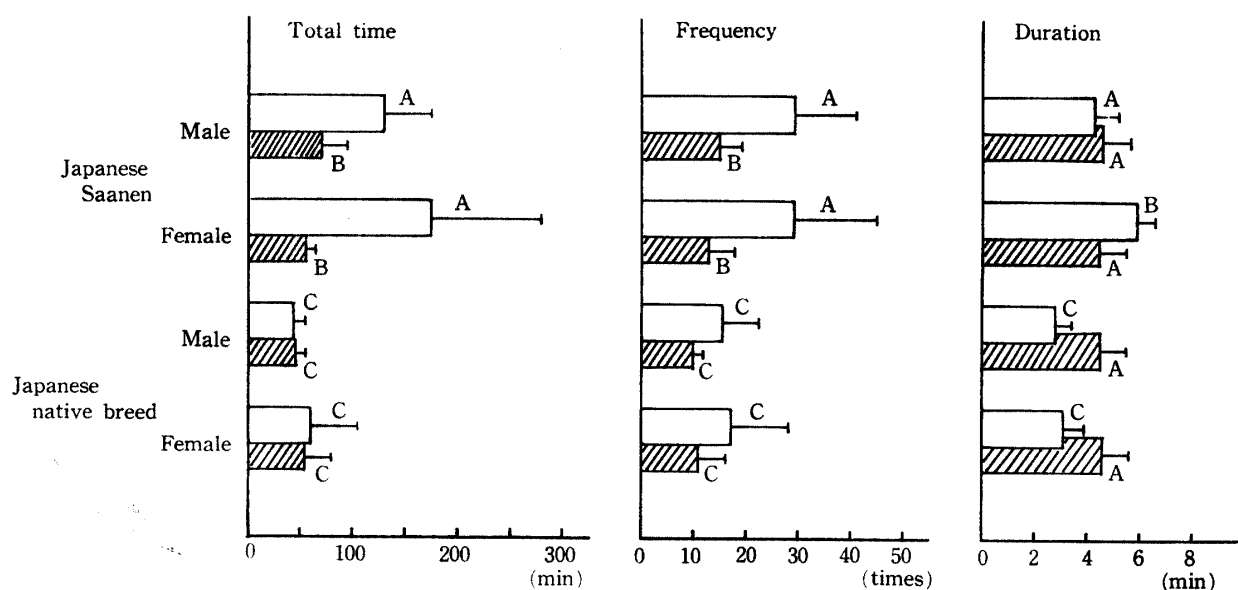 Total time
Frequency
Duration
Male
Japanese
Saanen
Female
Male
Japanese
native breed
Female
A
B
A
B
C
C
C
C
A
B
A
B
C
C
C
C
A
A
B
A
C
A
C
A
0 100 200 300
(min)
0 10 20 30 40 50
(times)
0 2 4 6 8
(min)